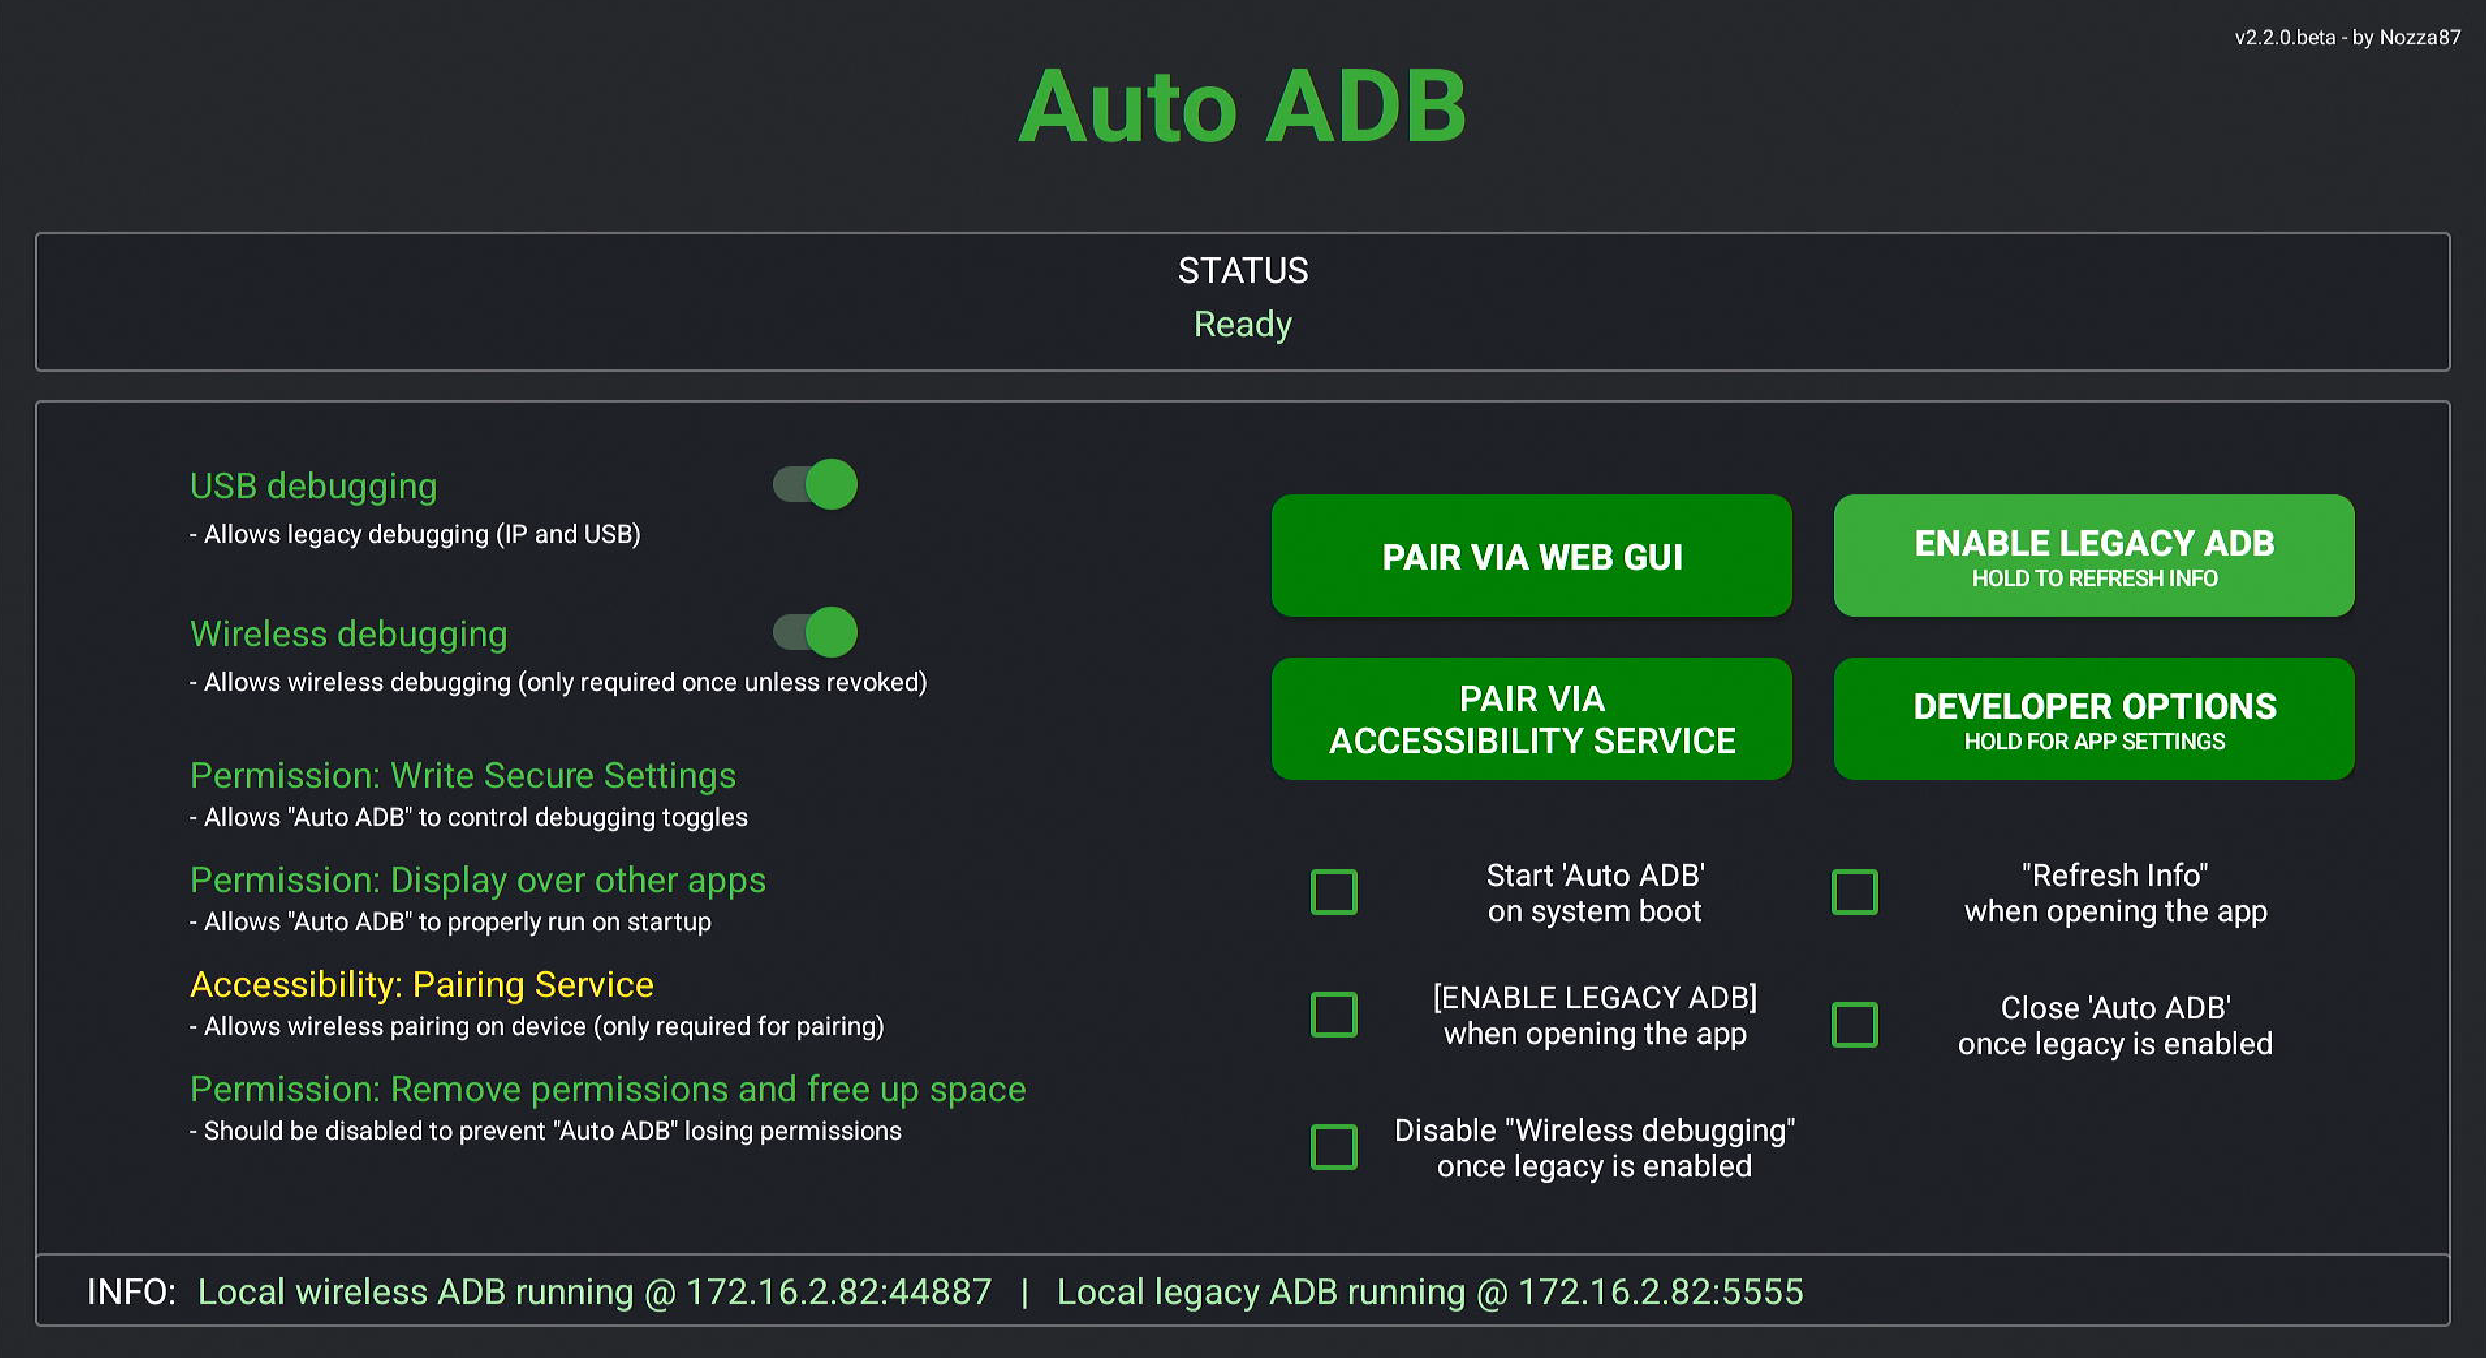 v2.2.0.beta - by Nozza87
Auto ADB
STATUS
Ready
USB debugging
- Allows legacy debugging (IP and USB)
Wireless debugging
- Allows wireless debugging (only required once unless revoked)
Permission: Write Secure Settings
- Allows "Auto ADB" to control debugging toggles
Permission: Display over other apps
- Allows "Auto ADB" to properly run on startup
Accessibility: Pairing Service
- Allows wireless pairing on device (only required for pairing)
Permission: Remove permissions and free up space
- Should be disabled to prevent "Auto ADB" losing permissions
PAIR VIA WEB GUI
ENABLE LEGACY ADB
HOLD TO REFRESH INFO
PAIR VIA
ACCESSIBILITY SERVICE
DEVELOPER OPTIONS
HOLD FOR APP SETTINGS
Start 'Auto ADB'
on system boot
"Refresh Info"
when opening the app
[ENABLE LEGACY ADB]
when opening the app
Close 'Auto ADB'
once legacy is enabled
Disable "Wireless debugging"
once legacy is enabled
INFO: Local wireless ADB running @ 172.16.2.82:44887 | Local legacy ADB running @ 172.16.2.82:5555